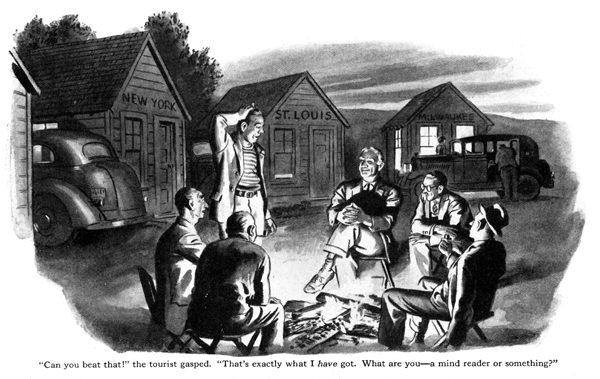 NEW YORK
ST. LOUIS
MILWAUKEE
"Can you beat that!" the tourist gasped. "That's exactly what I have got. What are you—a mind reader or something?"